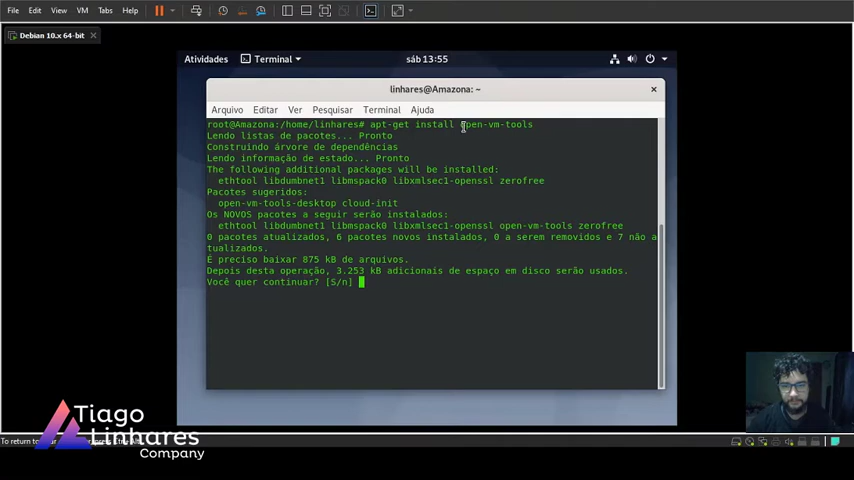 File Edit View VM Tabs Help
Debian 10.x 64-bit
Atividades Terminal sáb 13:55
linhares@Amazona: ~
Arquivo Editar Ver Pesquisar Terminal Ajuda
root@Amazona:/home/linhares# apt-get install open-vm-tools
Lendo listas de pacotes... Pronto
Construindo árvore de dependências
Lendo informação de estado... Pronto
The following additional packages will be installed:
ethtool libdumbnet1 libmspack0 libxmlsec1-openssl zerofree
Pacotes sugeridos:
open-vm-tools-desktop cloud-init
Os NOVOS pacotes a seguir serão instalados:
ethtool libdumbnet1 libmspack0 libxmlsec1-openssl open-vm-tools zerofree
0 pacotes atualizados, 6 pacotes novos instalados, 0 a serem removidos e 7 não a
tualizados.
É preciso baixar 875 kB de arquivos.
Depois desta operação, 3.253 kB adicionais de espaço em disco serão usados.
Você quer continuar? [S/n]
Tiago
Linhares
Company
To return to